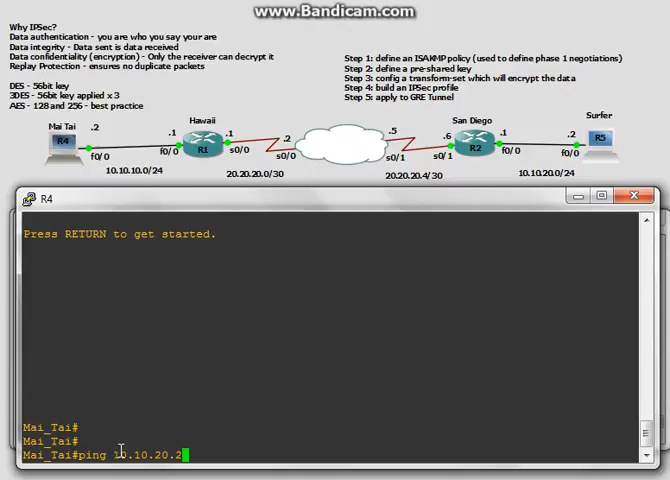 www.Bandicam.com
Why IPSec?
Data authentication - you are who you say your are
Data integrity - Data sent is data received
Data confidentiality (encryption) - Only the receiver can decrypt it
Replay Protection - ensures no duplicate packets
DES - 56bit key
3DES - 56bit key applied x 3
AES - 128 and 256 - best practice
Step 1: define an ISAKMP policy (used to define phase 1 negotiations)
Step 2: define a pre-shared key
Step 3: config a transform-set which will encrypt the data
Step 4: build an IPSec profile
Step 5: apply to GRE Tunnel
Mai Tai
R4
.2
f0/0
10.10.10.0/24
Hawaii
.1
f0/0
R1
.1
s0/0
20.20.20.0/30
.2
s0/0
.5
s0/1
20.20.20.4/30
San Diego
.6
s0/1
R2
.1
f0/0
10.10.20.0/24
Surfer
.2
f0/0
R5
R4
Press RETURN to get started.
Mai_Tai#
Mai_Tai#
Mai_Tai#ping 10.10.20.2